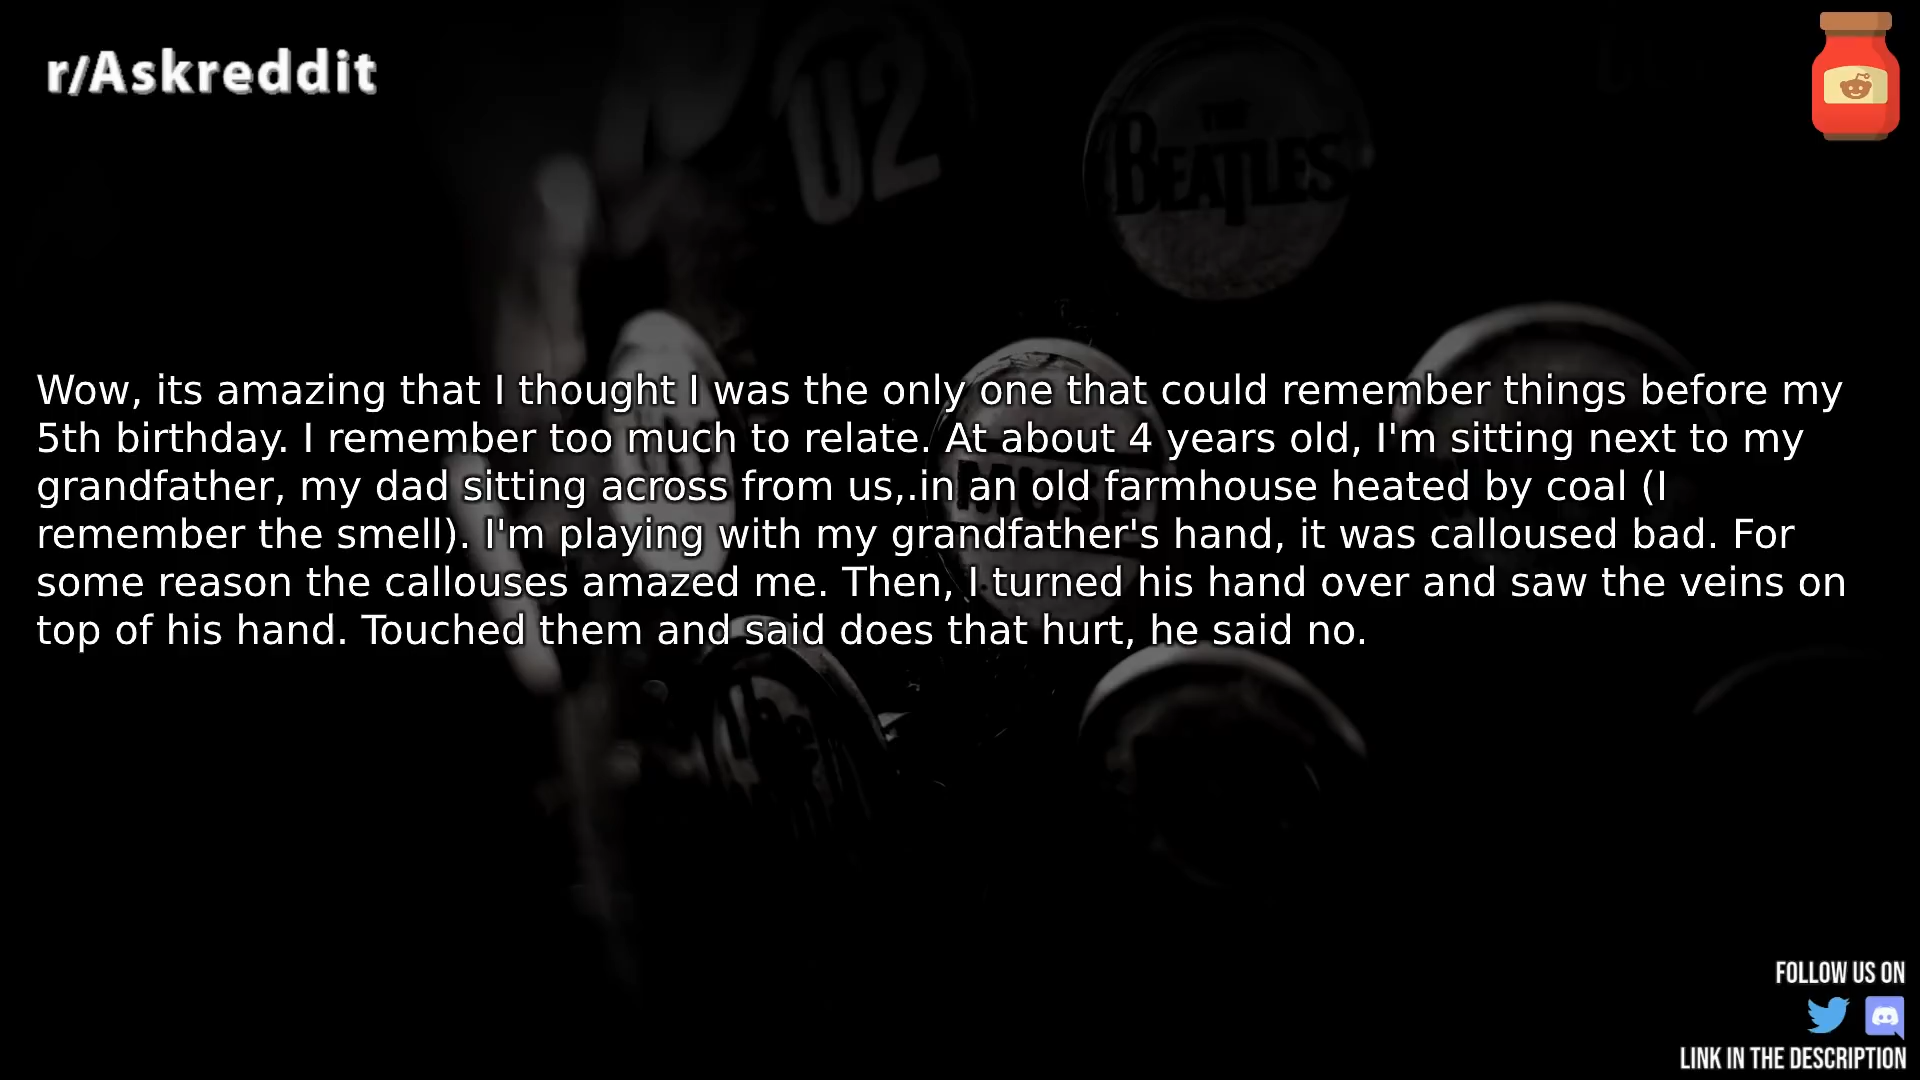 r/Askreddit
U2
THE
BEATLES
Wow, its amazing that I thought I was the only one that could remember things before my
5th birthday. I remember too much to relate. At about 4 years old, I'm sitting next to my
grandfather, my dad sitting across from us,.in an old farmhouse heated by coal (I
remember the smell). I'm playing with my grandfather's hand, it was calloused bad. For
some reason the callouses amazed me. Then, I turned his hand over and saw the veins on
top of his hand. Touched them and said does that hurt, he said no.
MUSE
FOLLOW US ON
LINK IN THE DESCRIPTION